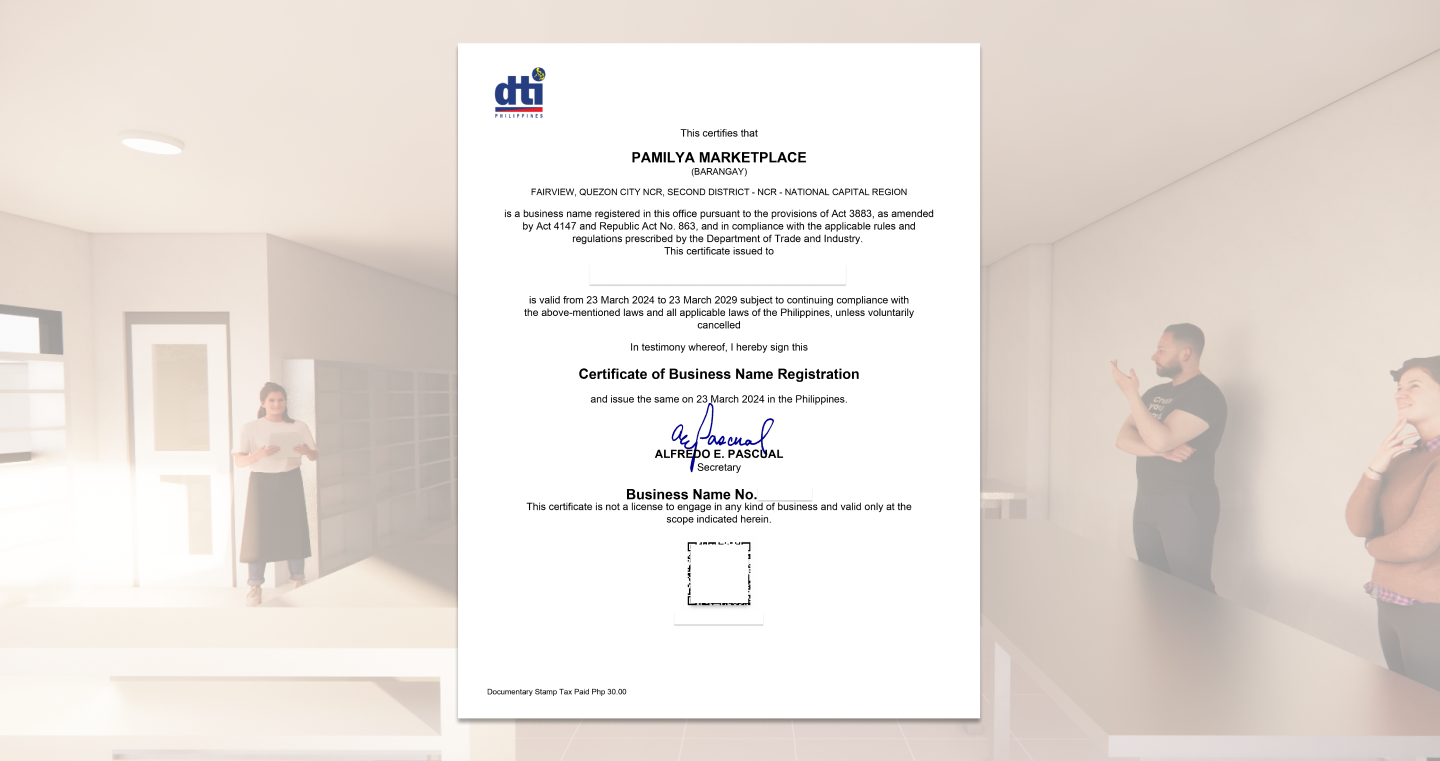 dti
PHILIPPINES
This certifies that
PAMILYA MARKETPLACE
(BARANGAY)
FAIRVIEW, QUEZON CITY NCR, SECOND DISTRICT - NCR - NATIONAL CAPITAL REGION
is a business name registered in this office pursuant to the provisions of Act 3883, as amended
by Act 4147 and Republic Act No. 863, and in compliance with the applicable rules and
regulations prescribed by the Department of Trade and Industry.
This certificate issued to
is valid from 23 March 2024 to 23 March 2029 subject to continuing compliance with
the above-mentioned laws and all applicable laws of the Philippines, unless voluntarily
cancelled
In testimony whereof, I hereby sign this
Certificate of Business Name Registration
and issue the same on 23 March 2024 in the Philippines.
ALFREDO E. PASCUAL
Secretary
Business Name No.
This certificate is not a license to engage in any kind of business and valid only at the
scope indicated herein.
Documentary Stamp Tax Paid Php 30.00